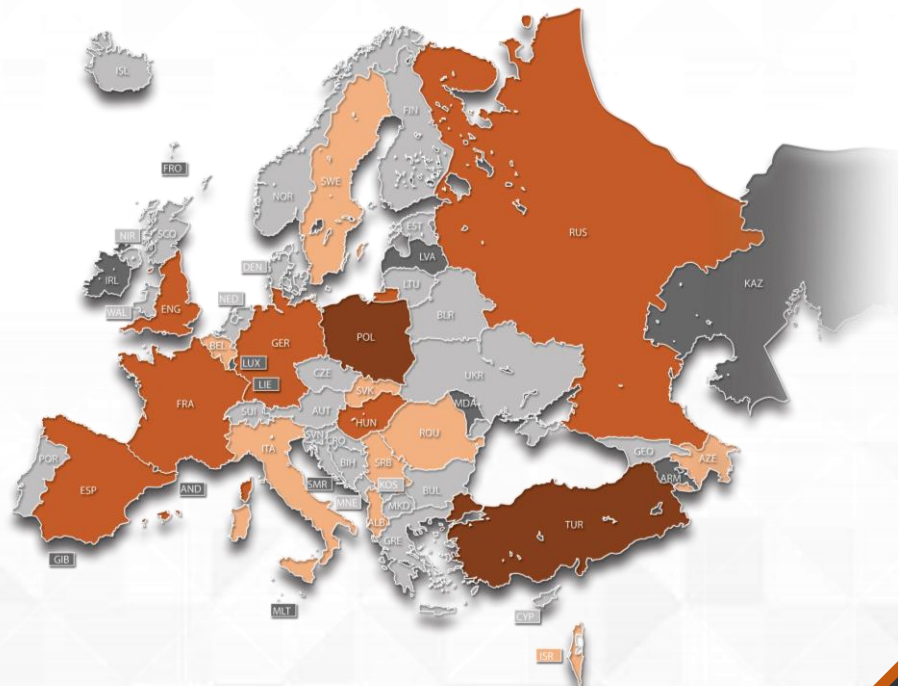 ISL
FIN
FRO
SWE
NOR
NIR
SCO
EST
RUS
LVA
DEN
IRL
LTU
KAZ
NED
WAL
ENG
BLR
BEL
GER
POL
LUX
CZE
UKR
LIE
SVK
MDA
FRA
SUI
AUT
HUN
ROU
SVN
CRO
ITA
GEO
POR
BIH
SRB
AZE
ARM
ESP
AND
SMR
KOS
MNE
BUL
MKD
ALB
TUR
GRE
GIB
MLT
CYP
ISR